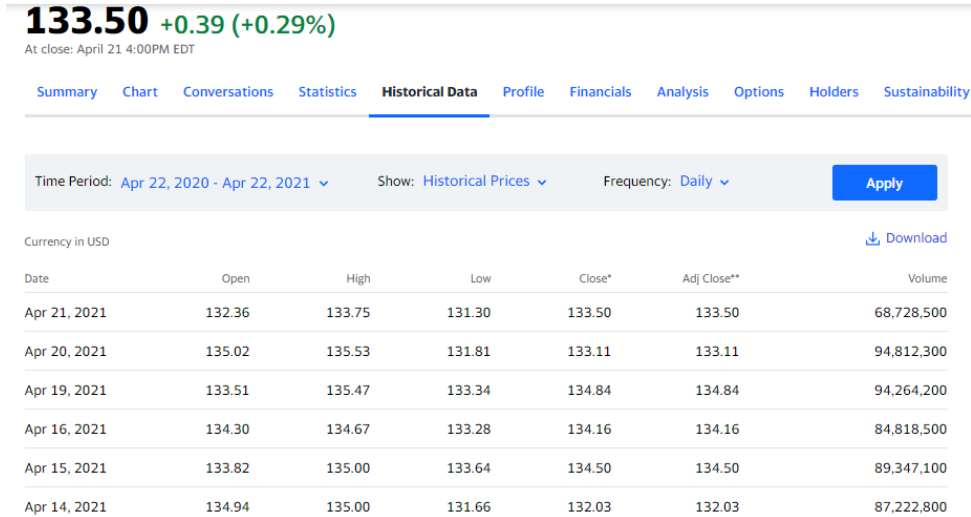 133.50 +0.39 (+0.29%)
At close: April 21 4:00PM EDT
Summary Chart Conversations Statistics Historical Data Profile Financials Analysis Options Holders Sustainability
Time Period: Apr 22, 2020 - Apr 22, 2021 Show: Historical Prices Frequency: Daily Apply
Currency in USD Download
Date Open High Low Close* Adj Close** Volume
Apr 21, 2021 132.36 133.75 131.30 133.50 133.50 68,728,500
Apr 20, 2021 135.02 135.53 131.81 133.11 133.11 94,812,300
Apr 19, 2021 133.51 135.47 133.34 134.84 134.84 94,264,200
Apr 16, 2021 134.30 134.67 133.28 134.16 134.16 84,818,500
Apr 15, 2021 133.82 135.00 133.64 134.50 134.50 89,347,100
Apr 14, 2021 134.94 135.00 131.66 132.03 132.03 87,222,800